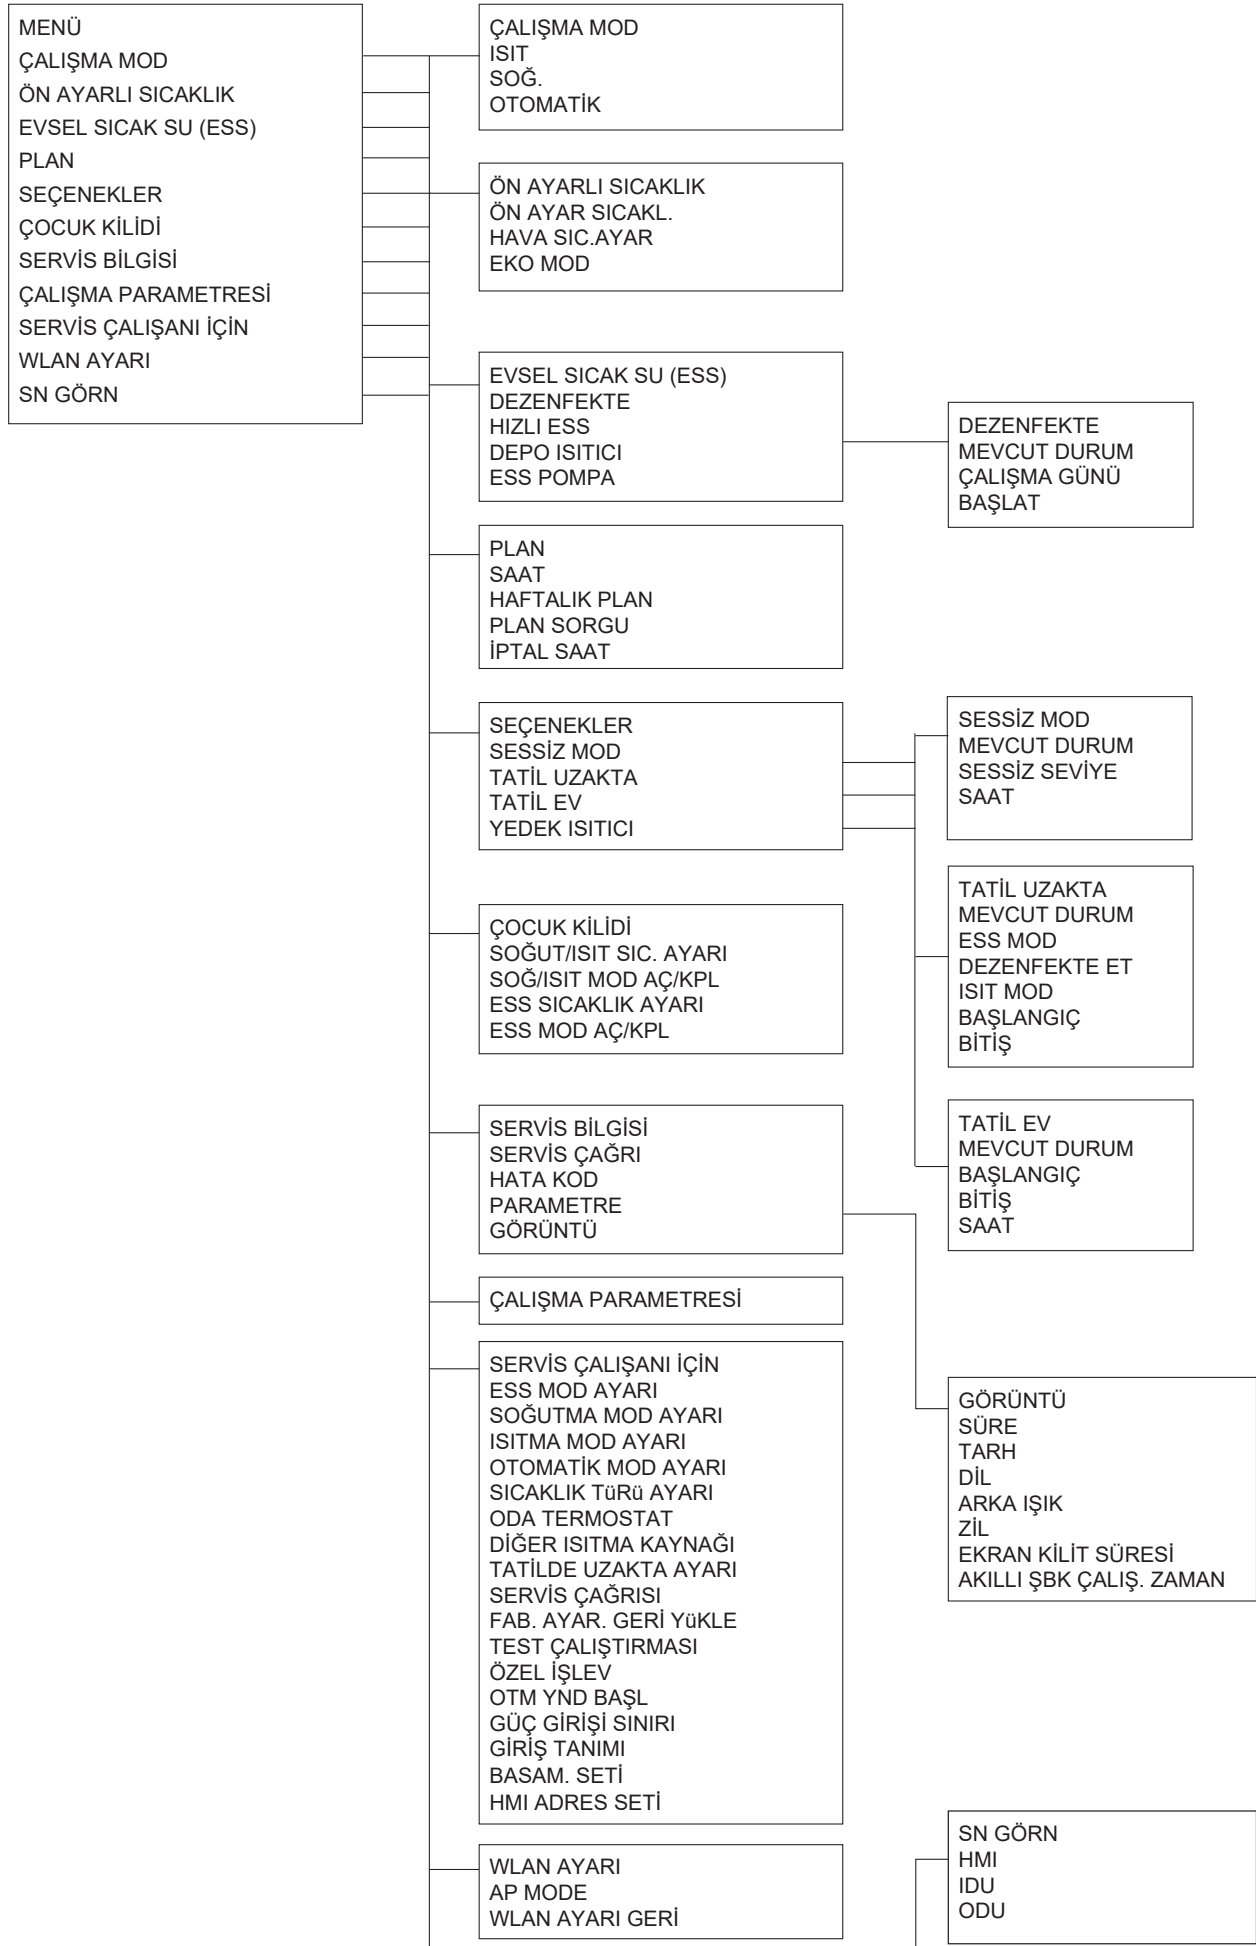 MENÜ
ÇALIŞMA MOD
ÖN AYARLI SICAKLIK
EVSEL SICAK SU (ESS)
PLAN
SEÇENEKLER
ÇOCUK KİLİDİ
SERVİS BİLGİSİ
ÇALIŞMA PARAMETRESİ
SERVİS ÇALIŞANI İÇİN
WLAN AYARI
SN GÖRN
ÇALIŞMA MOD
ISIT
SOĞ.
OTOMATİK
ÖN AYARLI SICAKLIK
ÖN AYAR SICAKL.
HAVA SIC.AYAR
EKO MOD
EVSEL SICAK SU (ESS)
DEZENFEKTE
HIZLI ESS
DEPO ISITICI
ESS POMPA
DEZENFEKTE
MEVCUT DURUM
ÇALIŞMA GÜNÜ
BAŞLAT
PLAN
SAAT
HAFTALIK PLAN
PLAN SORGU
İPTAL SAAT
SEÇENEKLER
SESSİZ MOD
TATİL UZAKTA
TATİL EV
YEDEK ISITICI
SESSİZ MOD
MEVCUT DURUM
SESSİZ SEVİYE
SAAT
TATİL UZAKTA
MEVCUT DURUM
ESS MOD
DEZENFEKTE ET
ISIT MOD
BAŞLANGIÇ
BİTİŞ
TATİL EV
MEVCUT DURUM
BAŞLANGIÇ
BİTİŞ
SAAT
ÇOCUK KİLİDİ
SOĞUT/ISIT SIC. AYARI
SOĞ/ISIT MOD AÇ/KPL
ESS SICAKLIK AYARI
ESS MOD AÇ/KPL
SERVİS BİLGİSİ
SERVİS ÇAĞRI
HATA KOD
PARAMETRE
GÖRÜNTÜ
GÖRÜNTÜ
SÜRE
TARH
DİL
ARKA IŞIK
ZİL
EKRAN KİLİT SÜRESİ
AKILLI ŞBK ÇALIŞ. ZAMAN
ÇALIŞMA PARAMETRESİ
SERVİS ÇALIŞANI İÇİN
ESS MOD AYARI
SOĞUTMA MOD AYARI
ISITMA MOD AYARI
OTOMATİK MOD AYARI
SICAKLIK TüRü AYARI
ODA TERMOSTAT
DİĞER ISITMA KAYNAĞI
TATİLDE UZAKTA AYARI
SERVİS ÇAĞRISI
FAB. AYAR. GERİ YüKLE
TEST ÇALIŞTIRMASI
ÖZEL İŞLEV
OTM YND BAŞL
GÜÇ GİRİŞİ SINIRI
GİRİŞ TANIMI
BASAM. SETİ
HMI ADRES SETİ
WLAN AYARI
AP MODE
WLAN AYARI GERİ
SN GÖRN
HMI
IDU
ODU